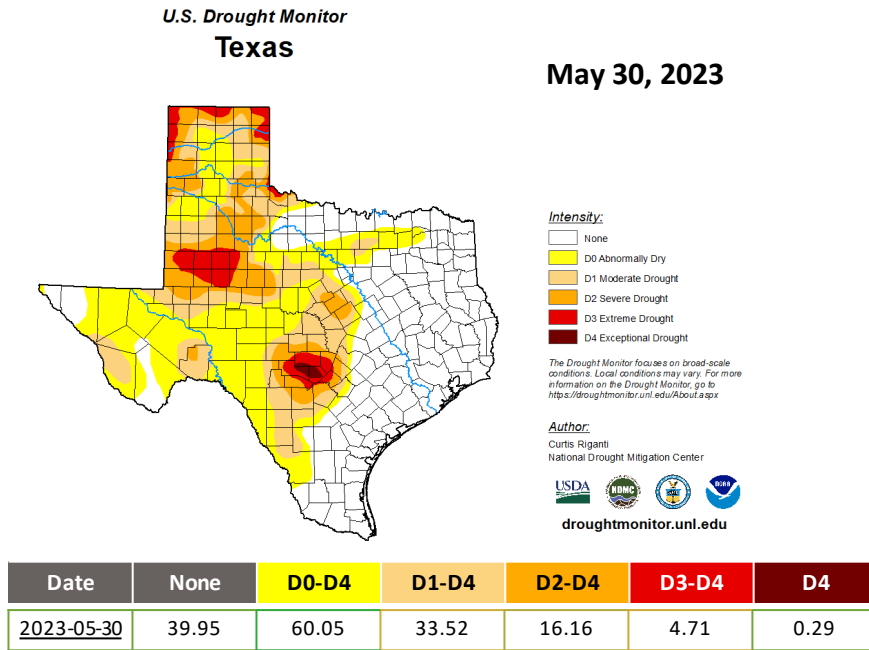 U.S. Drought Monitor
Texas
May 30, 2023
Intensity:
None
D0 Abnormally Dry
D1 Moderate Drought
D2 Severe Drought
D3 Extreme Drought
D4 Exceptional Drought
The Drought Monitor focuses on broad-scale
conditions. Local conditions may vary. For more
information on the Drought Monitor, go to
https://droughtmonitor.unl.edu/About.aspx
Author:
Curtis Riganti
National Drought Mitigation Center
USDA
NDMC
NOAA
droughtmonitor.unl.edu
Date None D0-D4 D1-D4 D2-D4 D3-D4 D4
2023-05-30 39.95 60.05 33.52 16.16 4.71 0.29